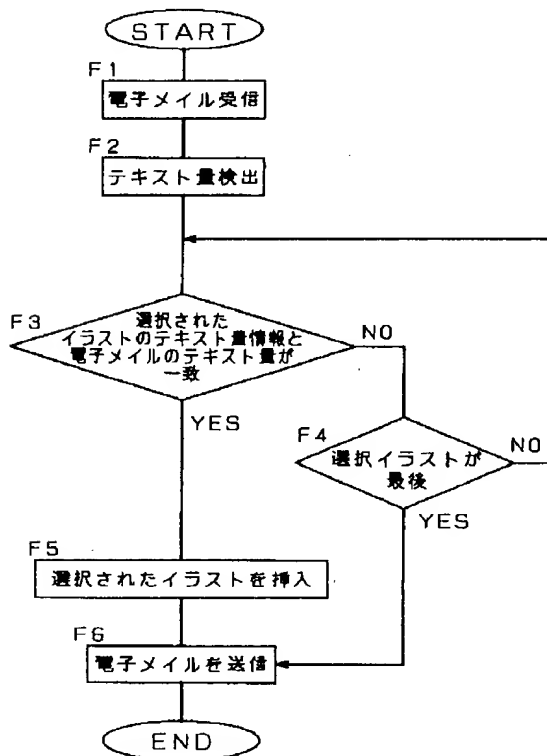 START
F1
電子メイル受信
F2
テキスト量検出
F3
選択された
イラストのテキスト量情報と
電子メイルのテキスト量が
一致
NO
YES
F4
選択イラストが
最後
NO
YES
F5
選択されたイラストを挿入
F6
電子メイルを送信
END